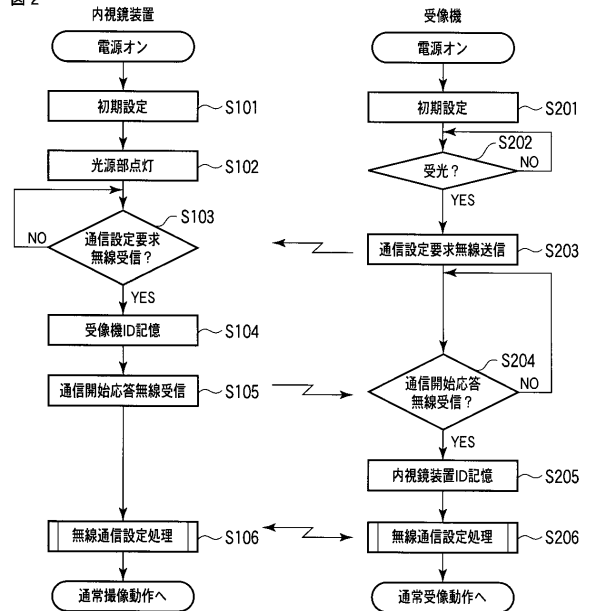 図2
内視鏡装置
電源オン
初期設定
S101
光源部点灯
S102
S103
通信設定要求
無線受信?
NO
YES
受像機ID記憶
S104
通信開始応答無線受信
S105
無線通信設定処理
S106
通常撮像動作へ
受像機
電源オン
初期設定
S201
S202
受光?
NO
YES
通信設定要求無線送信
S203
S204
通信開始応答
無線受信?
NO
YES
内視鏡装置ID記憶
S205
無線通信設定処理
S206
通常受像動作へ